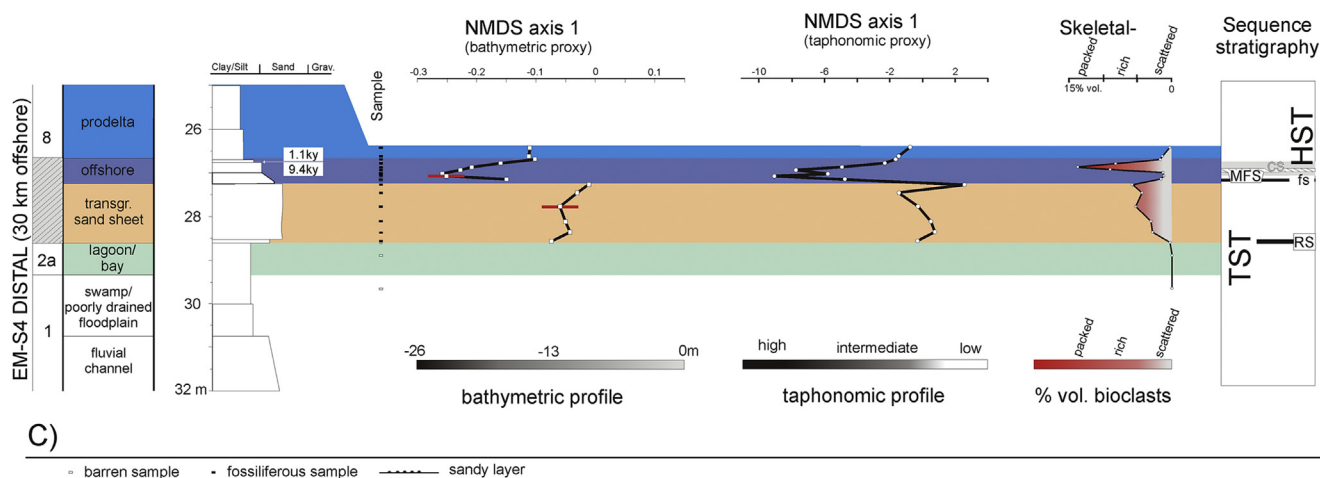 NMDS axis 1
(bathymetric proxy)
NMDS axis 1
(taphonomic proxy)
Skeletal-
packed
rich
scattered
Sequence
stratigraphy
Clay/Silt
Sand
Grav.
Sample
-0.3
-0.2
-0.1
0
0.1
-10
-6
-2
2
15% vol.
0
EM-S4 DISTAL (30 km offshore)
8
prodelta
26
1.1ky
9.4ky
offshore
HST
CS
MFS
fs
transgr.
sand sheet
28
2a
lagoon/
bay
RS
TST
1
swamp/
poorly drained
floodplain
30
fluvial
channel
32 m
-26
-13
0m
bathymetric profile
high
intermediate
low
taphonomic profile
packed
rich
scattered
% vol. bioclasts
C)
barren sample
fossiliferous sample
sandy layer